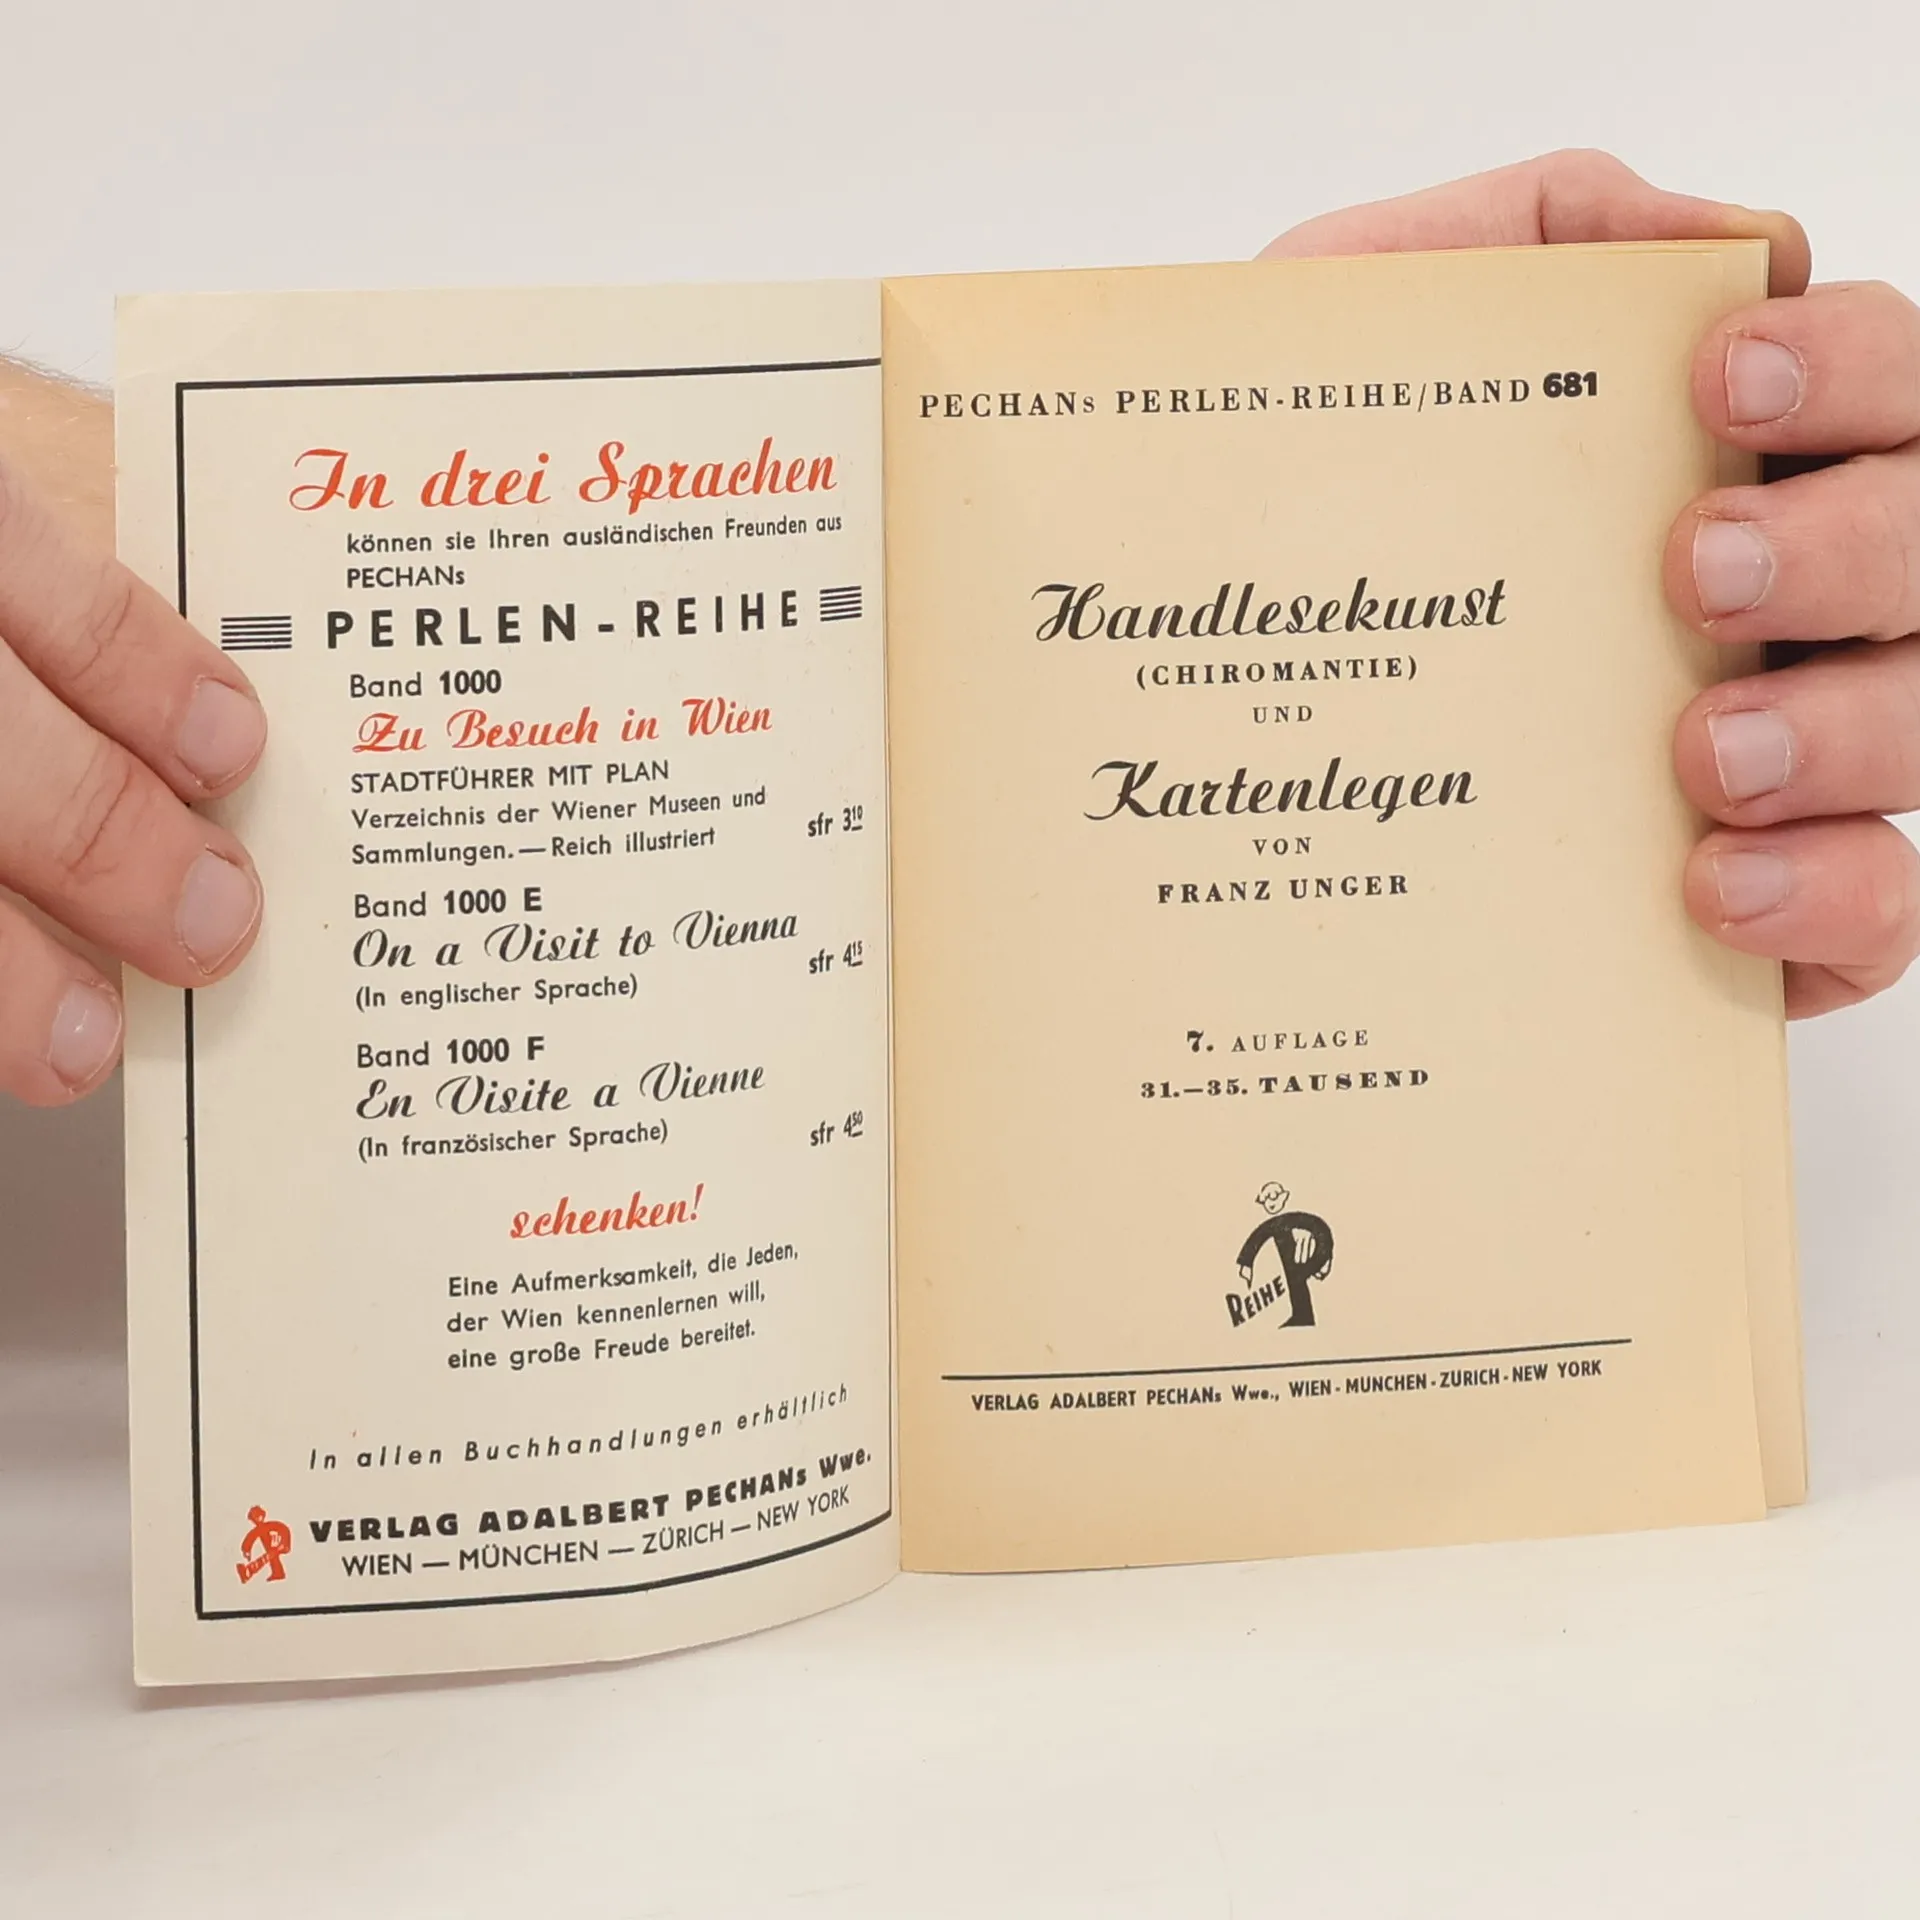 In drei Sprachen
können sie Ihren ausländischen Freunden aus
PECHANs
PERLEN-REIHE
Band 1000
Zu Besuch in Wien
STADTFÜHRER MIT PLAN
Verzeichnis der Wiener Museen und
Sammlungen. — Reich illustriert sfr 3¹⁰
Band 1000 E
On a Visit to Vienna
(In englischer Sprache) sfr 4¹⁵
Band 1000 F
En Visite a Vienne
(In französischer Sprache) sfr 4⁵⁰
schenken!
Eine Aufmerksamkeit, die Jeden,
der Wien kennenlernen will,
eine große Freude bereitet.
In allen Buchhandlungen erhältlich
VERLAG ADALBERT PECHANs Wwe.
WIEN — MÜNCHEN — ZÜRICH — NEW YORK
PECHANs PERLEN-REIHE/BAND 681
Handlesekunst
(CHIROMANTIE)
UND
Kartenlegen
VON
FRANZ UNGER
7. AUFLAGE
31.—35. TAUSEND
REIHE P
VERLAG ADALBERT PECHANs Wwe., WIEN - MÜNCHEN - ZÜRICH - NEW YORK